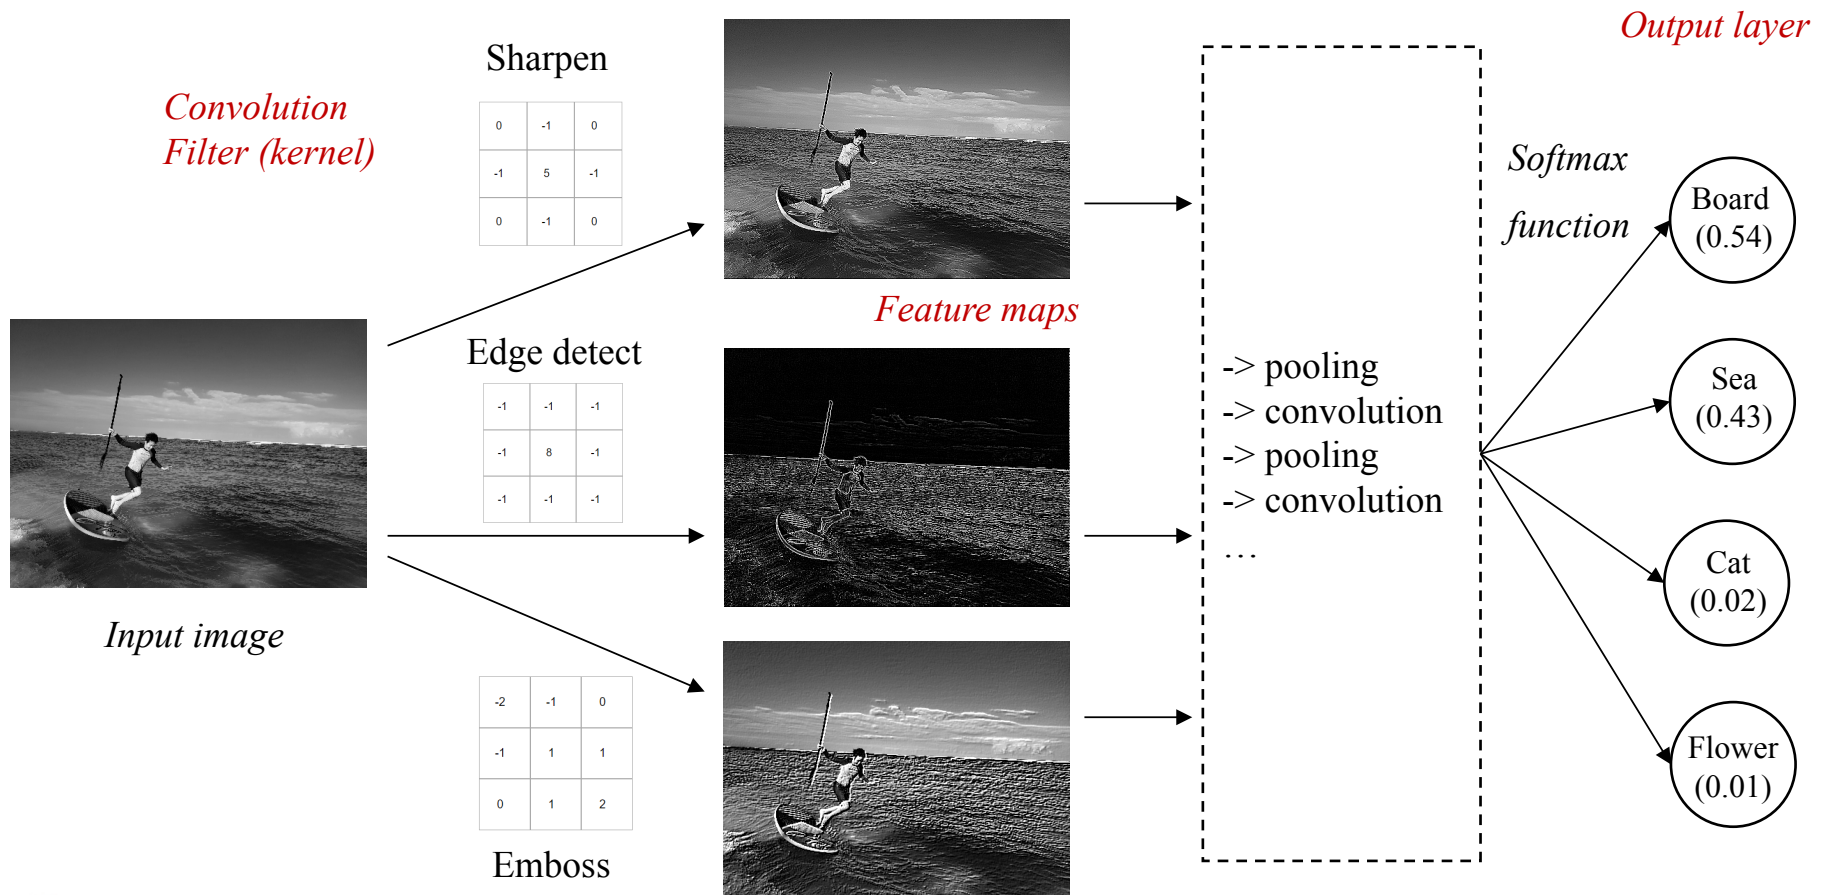 Convolution
Filter (kernel)
Sharpen
0 -1 0
-1 5 -1
0 -1 0
Edge detect
-1 -1 -1
-1 8 -1
-1 -1 -1
-2 -1 0
-1 1 1
0 1 2
Emboss
Input image
Feature maps
-> pooling
-> convolution
-> pooling
-> convolution
...
Softmax
function
Output layer
Board
(0.54)
Sea
(0.43)
Cat
(0.02)
Flower
(0.01)